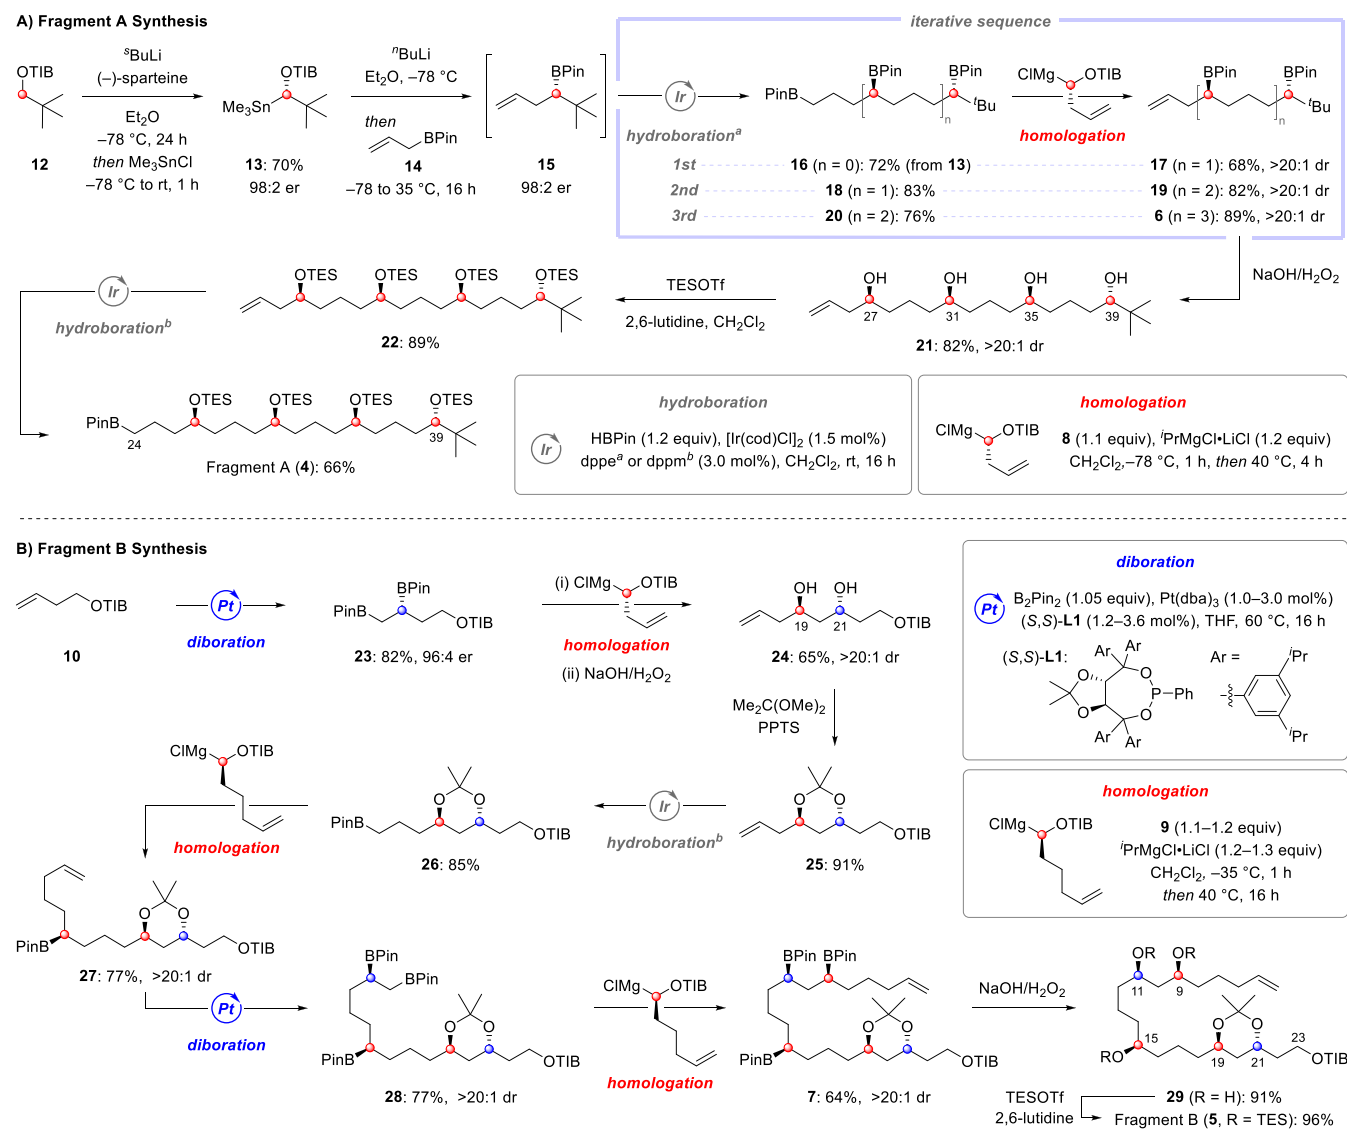 A) Fragment A Synthesis
iterative sequence
OTIB
12
sBuLi
(–)-sparteine
Et2O
–78 °C, 24 h
then Me3SnCl
–78 °C to rt, 1 h
OTIB
Me3Sn
13: 70%
98:2 er
nBuLi
Et2O, –78 °C
then
BPin
14
–78 to 35 °C, 16 h
BPin
15
98:2 er
Ir
hydroborationa
PinB
BPin
BPin
tBu
n
ClMg
OTIB
homologation
BPin
BPin
tBu
n
1st
16 (n = 0): 72% (from 13)
17 (n = 1): 68%, >20:1 dr
2nd
18 (n = 1): 83%
19 (n = 2): 82%, >20:1 dr
3rd
20 (n = 2): 76%
6 (n = 3): 89%, >20:1 dr
NaOH/H2O2
OH
OH
OH
OH
27
31
35
39
21: 82%, >20:1 dr
TESOTf
2,6-lutidine, CH2Cl2
OTES
OTES
OTES
OTES
22: 89%
Ir
hydroborationb
OTES
OTES
OTES
OTES
PinB
24
39
Fragment A (4): 66%
hydroboration
Ir
HBPin (1.2 equiv), [Ir(cod)Cl]2 (1.5 mol%)
dppea or dppmb (3.0 mol%), CH2Cl2, rt, 16 h
homologation
ClMg
OTIB
8 (1.1 equiv), iPrMgCl•LiCl (1.2 equiv)
CH2Cl2,–78 °C, 1 h, then 40 °C, 4 h
B) Fragment B Synthesis
OTIB
10
Pt
diboration
BPin
PinB
OTIB
23: 82%, 96:4 er
(i) ClMg
OTIB
homologation
(ii) NaOH/H2O2
OH
OH
19
21
OTIB
24: 65%, >20:1 dr
Me2C(OMe)2
PPTS
O
O
OTIB
25: 91%
Ir
hydroborationb
O
O
PinB
OTIB
26: 85%
ClMg
OTIB
homologation
O
O
PinB
OTIB
27: 77%, >20:1 dr
Pt
diboration
BPin
BPin
O
O
PinB
OTIB
28: 77%, >20:1 dr
ClMg
OTIB
homologation
BPin
BPin
O
O
PinB
OTIB
7: 64%, >20:1 dr
NaOH/H2O2
OR
OR
11
9
O
O
RO
15
19
21
23
OTIB
29 (R = H): 91%
TESOTf
2,6-lutidine
Fragment B (5, R = TES): 96%
diboration
Pt
B2Pin2 (1.05 equiv), Pt(dba)3 (1.0–3.0 mol%)
(S,S)-L1 (1.2–3.6 mol%), THF, 60 °C, 16 h
(S,S)-L1:
Ar
Ar
O
O
O
O
P
Ph
Ar
Ar
Ar =
iPr
iPr
homologation
ClMg
OTIB
9 (1.1–1.2 equiv)
iPrMgCl•LiCl (1.2–1.3 equiv)
CH2Cl2, –35 °C, 1 h
then 40 °C, 16 h